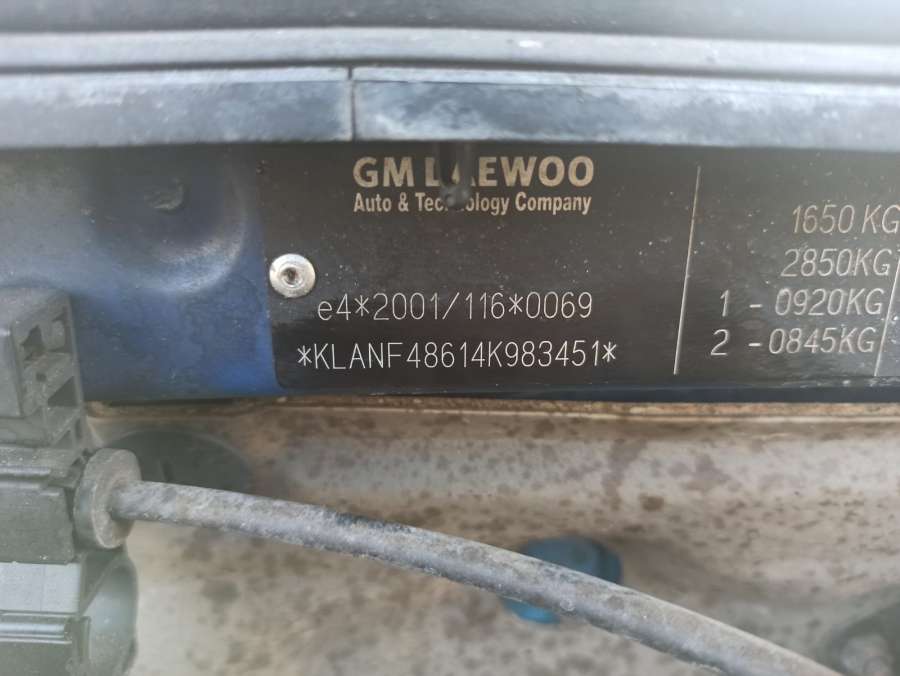 GM DAEWOO
Auto & Technology Company
1650 KG
2850KG
e4*2001/116*0069
1 - 0920KG
*KLANF48614K983451*
2 - 0845KG